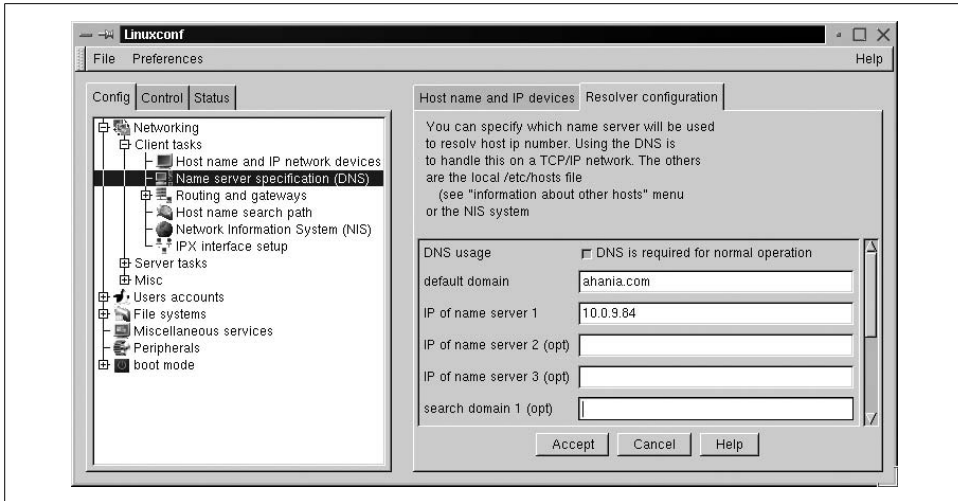 Linuxconf
File Preferences Help
Config Control Status
Networking
Client tasks
Host name and IP network devices
Name server specification (DNS)
Routing and gateways
Host name search path
Network Information System (NIS)
IPX interface setup
Server tasks
Misc
Users accounts
File systems
Miscellaneous services
Peripherals
boot mode
Host name and IP devices Resolver configuration
You can specify which name server will be used
to resolv host ip number. Using the DNS is
to handle this on a TCP/IP network. The others
are the local /etc/hosts file
(see "information about other hosts" menu
or the NIS system
DNS usage DNS is required for normal operation
default domain ahania.com
IP of name server 1 10.0.9.84
IP of name server 2 (opt)
IP of name server 3 (opt)
search domain 1 (opt)
Accept Cancel Help